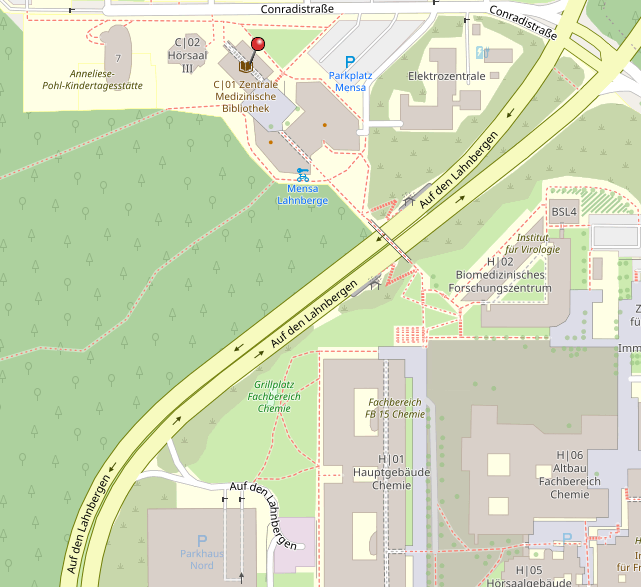 Conradistraße
Conradistraße
C|02
Hörsaal
III
7
Anneliese-
Pohl-Kindertagesstätte
C|01 Zentrale
Medizinische
Bibliothek
P
Parkplatz
Mensa
Elektrozentrale
Mensa
Lahnberge
Auf den Lahnbergen
BSL4
Institut
für Virologie
H|02
Biomedizinisches
Forschungszentrum
Auf den Lahnbergen
Grillplatz
Fachbereich
Chemie
Fachbereich
FB 15 Chemie
H|01
Hauptgebäude
Chemie
H|06
Altbau
Fachbereich
Chemie
Auf den Lahnbergen
Auf den Lahnbergen
P
Parkhaus
Nord
P
H|05
Hörsaalgebäude